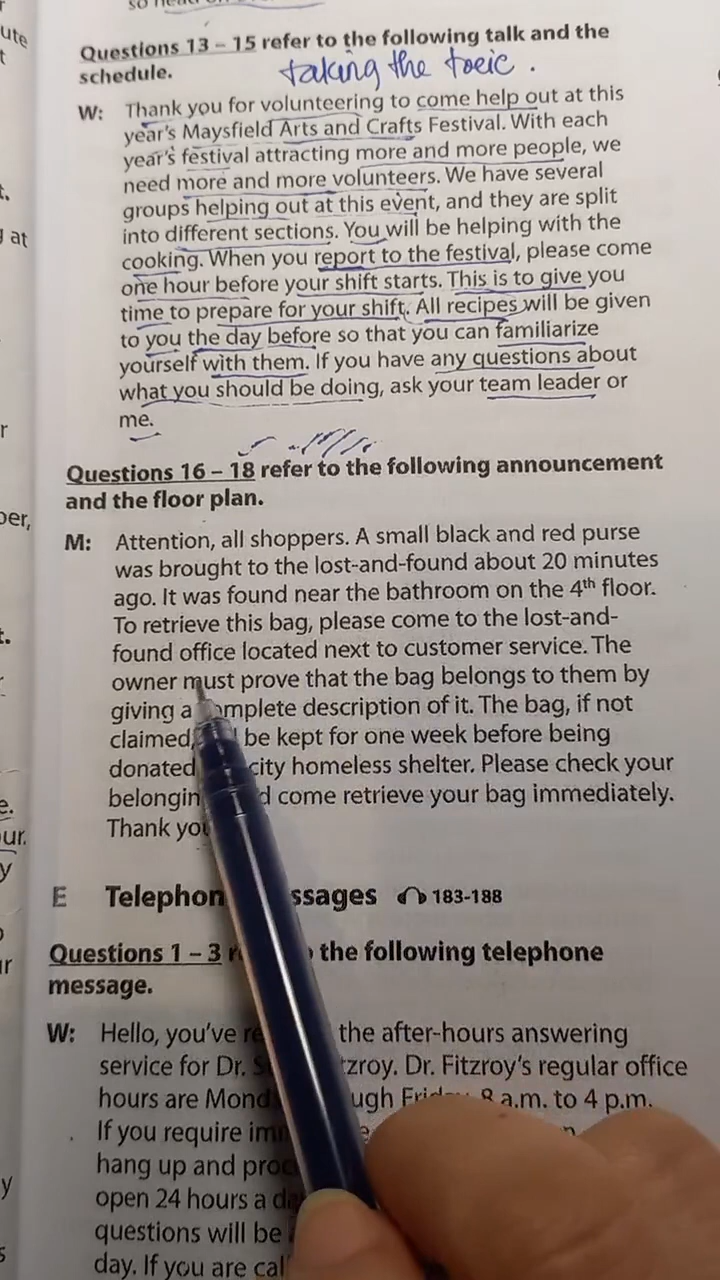 so head
Questions 13 – 15 refer to the following talk and the
schedule.
taking the toeic.
W: Thank you for volunteering to come help out at this
year's Maysfield Arts and Crafts Festival. With each
year's festival attracting more and more people, we
need more and more volunteers. We have several
groups helping out at this event, and they are split
into different sections. You will be helping with the
cooking. When you report to the festival, please come
one hour before your shift starts. This is to give you
time to prepare for your shift. All recipes will be given
to you the day before so that you can familiarize
yourself with them. If you have any questions about
what you should be doing, ask your team leader or
me.
Questions 16 – 18 refer to the following announcement
and the floor plan.
M: Attention, all shoppers. A small black and red purse
was brought to the lost-and-found about 20 minutes
ago. It was found near the bathroom on the 4th floor.
To retrieve this bag, please come to the lost-and-
found office located next to customer service. The
owner must prove that the bag belongs to them by
giving a complete description of it. The bag, if not
claimed, be kept for one week before being
donated city homeless shelter. Please check your
come retrieve your bag immediately.
Thank you
E Telephone Messages 183-188
Questions 1 – 3 the following telephone
message.
W: Hello, you've the after-hours answering
service for Dr. Fitzroy. Dr. Fitzroy's regular office
hours are Friday, 8 a.m. to 4 p.m.
If you require
hang up and
open 24 hours a
questions will be
day. If you are